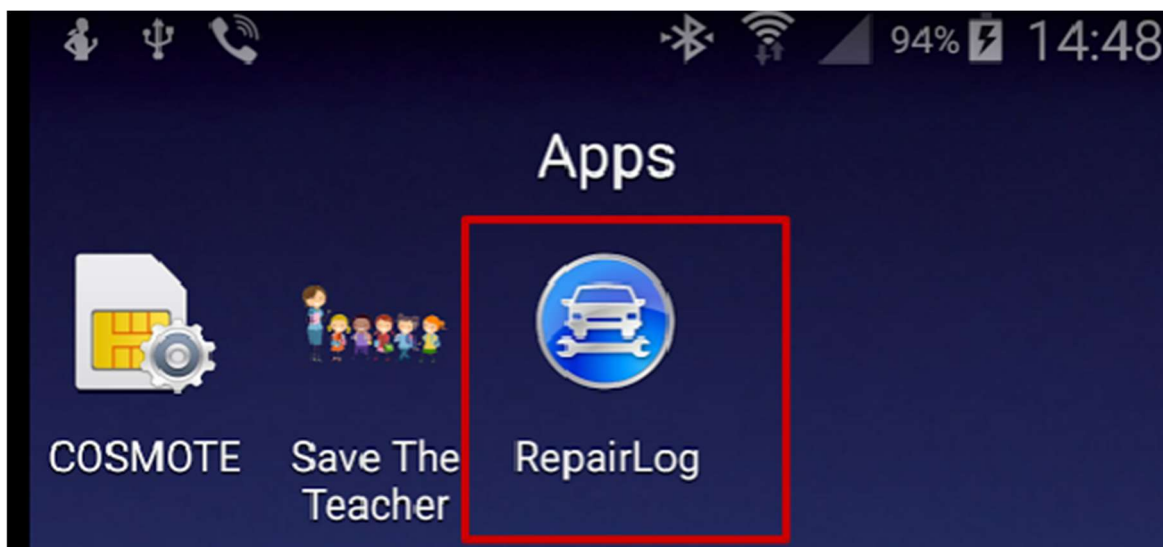 94% 14:48
Apps
COSMOTE
Save The
Teacher
RepairLog